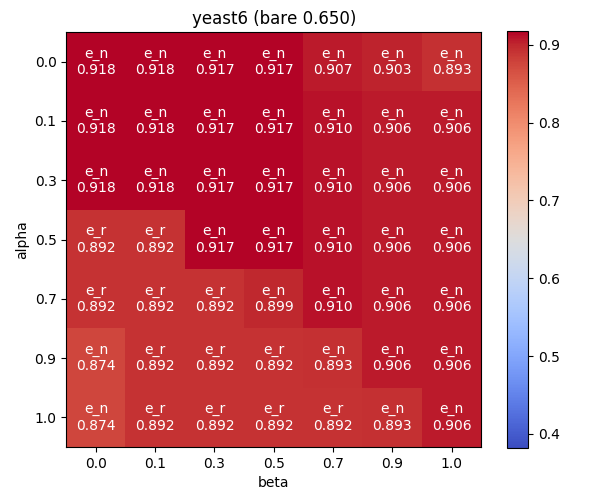 yeast6 (bare 0.650)
0.0 e_n e_n e_n e_n e_n e_n e_n
0.918 0.918 0.917 0.917 0.907 0.903 0.893
0.1 e_n e_n e_n e_n e_n e_n e_n
0.918 0.918 0.917 0.917 0.910 0.906 0.906
0.3 e_n e_n e_n e_n e_n e_n e_n
0.918 0.918 0.917 0.917 0.910 0.906 0.906
0.5 e_r e_r e_n e_n e_n e_n e_n
0.892 0.892 0.917 0.917 0.910 0.906 0.906
0.7 e_r e_r e_r e_n e_n e_n e_n
0.892 0.892 0.892 0.899 0.910 0.906 0.906
0.9 e_n e_r e_r e_r e_n e_n e_n
0.874 0.892 0.892 0.892 0.893 0.906 0.906
1.0 e_n e_r e_r e_r e_r e_n e_n
0.874 0.892 0.892 0.892 0.892 0.893 0.906
0.0 0.1 0.3 0.5 0.7 0.9 1.0
beta
alpha
0.9
0.8
0.7
0.6
0.5
0.4